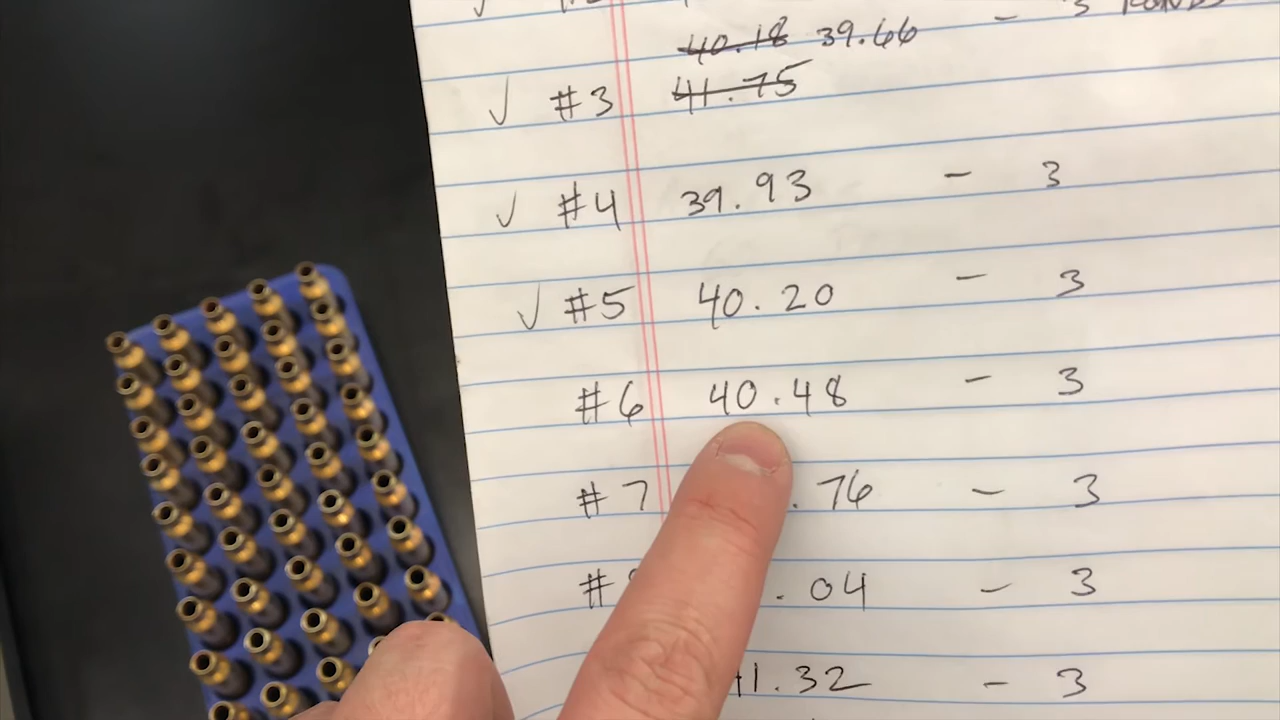 40.18 39.66 - 3 
✓ #3 41.75
✓ #4 39.93 - 3
✓ #5 40.20 - 3
#6 40.48 - 3
#7 .76 - 3
# .04 - 3
41.32 - 3